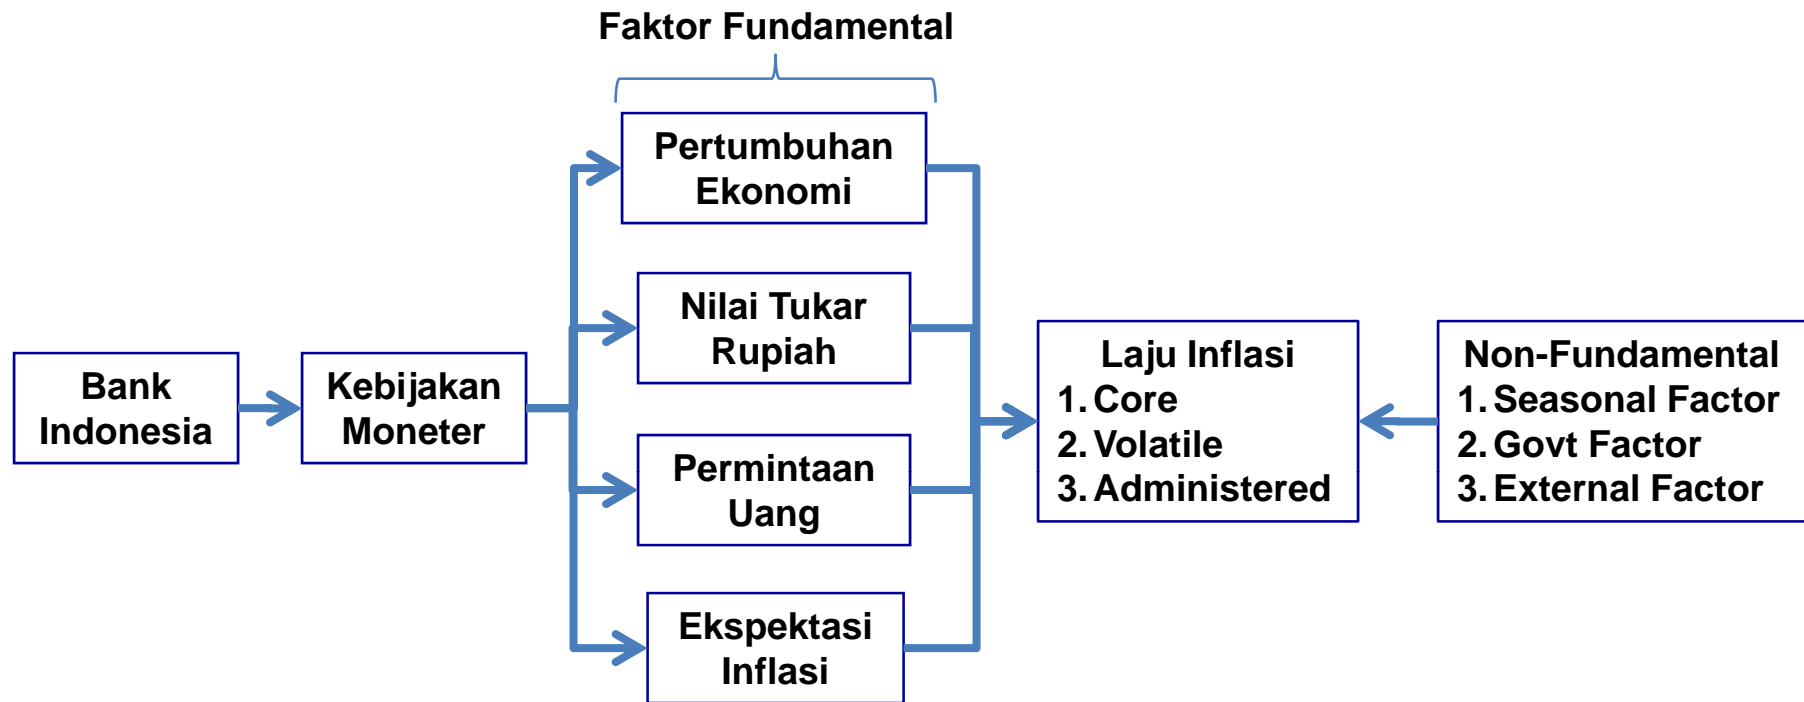 Faktor Fundamental
Pertumbuhan
Ekonomi
Nilai Tukar
Rupiah
Bank
Indonesia
Kebijakan
Moneter
Permintaan
Uang
Ekspektasi
Inflasi
Laju Inflasi
1. Core
2. Volatile
3. Administered
Non-Fundamental
1. Seasonal Factor
2. Govt Factor
3. External Factor